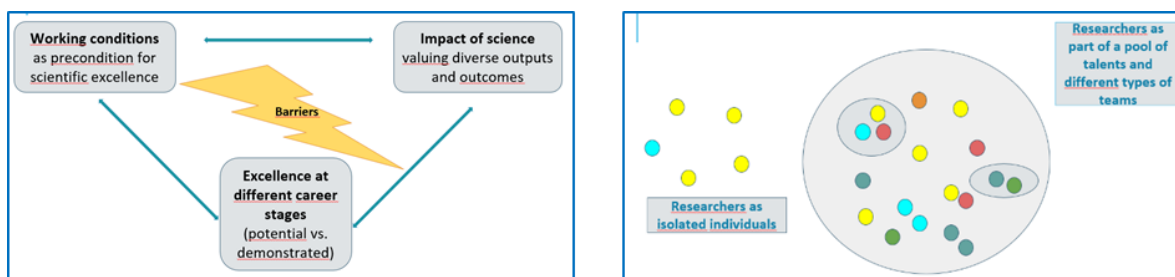 Working conditions
as precondition for
scientific excellence
Impact of science
valuing diverse outputs
and outcomes
Barriers
Excellence at
different career
stages
(potential vs.
demonstrated)
Researchers as
part of a pool of
talents and
different types of
teams
Researchers as
isolated individuals